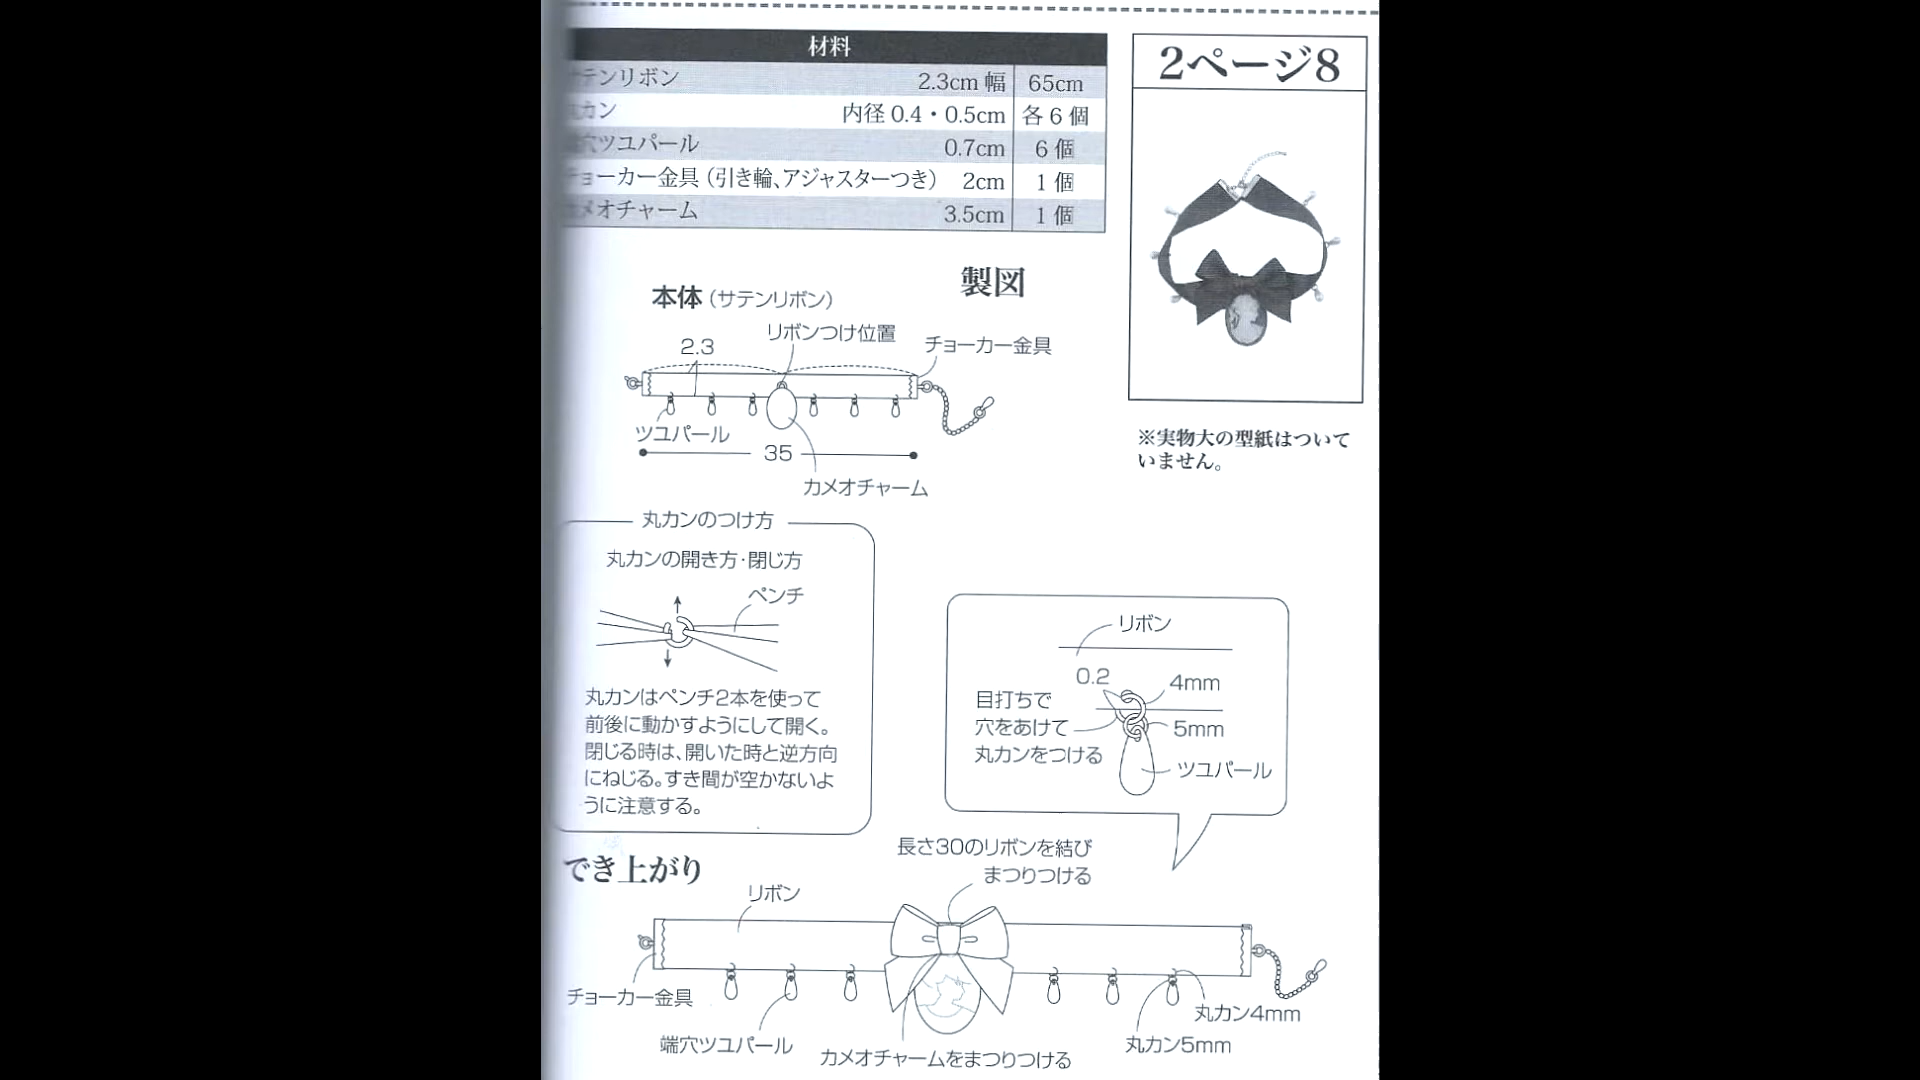 材料
テンリボン 2.3cm 幅 65cm
カン 内径 0.4・0.5cm 各 6 個
穴ツユパール 0.7cm 6 個
チョーカー金具（引き輪、アジャスターつき） 2cm 1 個
メオチャーム 3.5cm 1 個
2ページ8
※実物大の型紙はついて
いません。
製図
本体（サテンリボン）
リボンつけ位置
チョーカー金具
2.3
ツユパール
35
カメオチャーム
丸カンのつけ方
丸カンの開き方・閉じ方
ペンチ
丸カンはペンチ2本を使って
前後に動かすようにして開く。
閉じる時は、開いた時と逆方向
にねじる。すき間が空かないよ
うに注意する。
リボン
0.2
4mm
目打ちで
穴をあけて
丸カンをつける
5mm
ツユパール
でき上がり
長さ30のリボンを結び
まつりつける
リボン
チョーカー金具
端穴ツユパール
カメオチャームをまつりつける
丸カン4mm
丸カン5mm